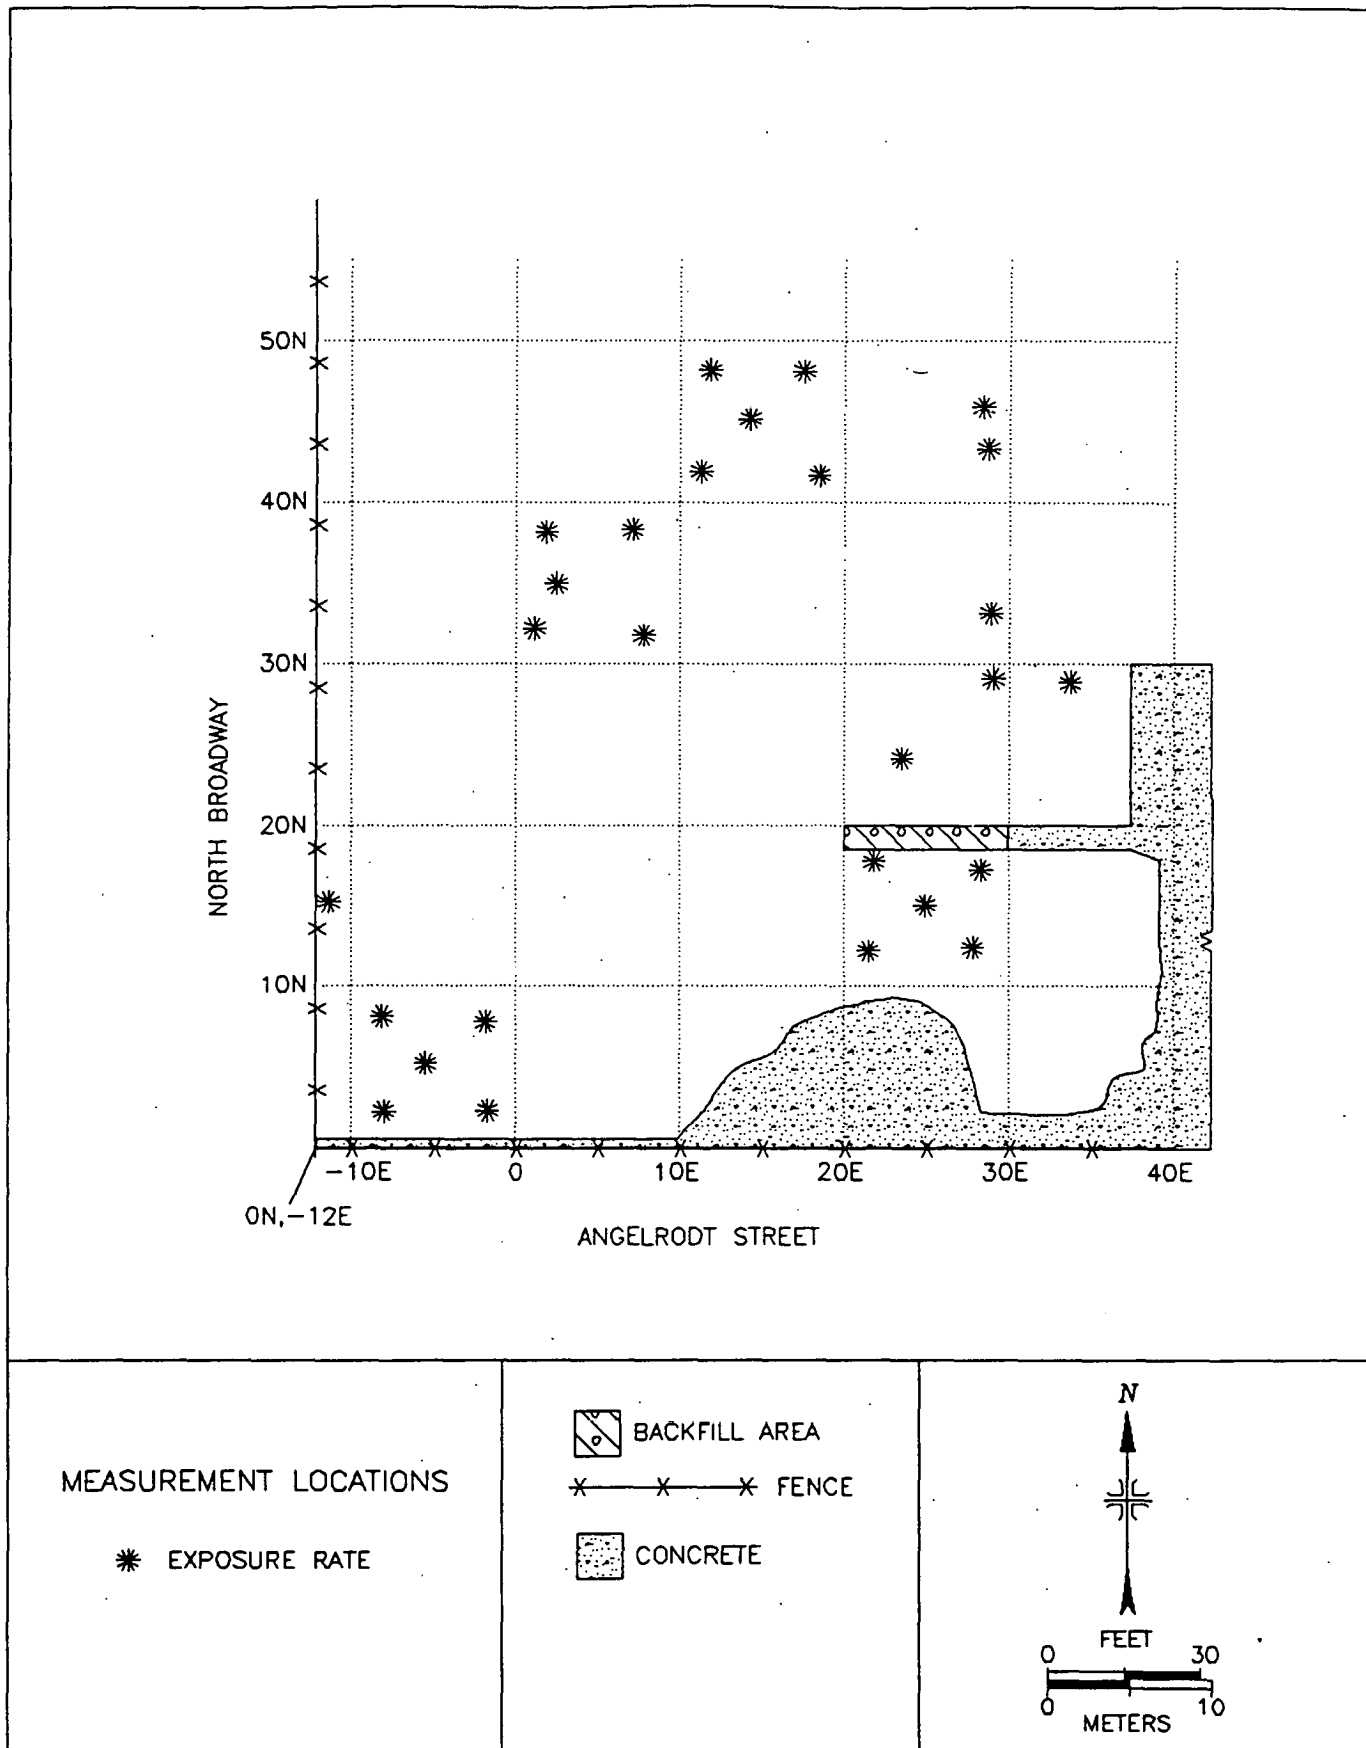 50N
40N
30N
NORTH BROADWAY
20N
10N
-10E 0 10E 20E 30E 40E
0N,-12E
ANGELRODT STREET
MEASUREMENT LOCATIONS
EXPOSURE RATE
BACKFILL AREA
FENCE
CONCRETE
N
FEET
0 30
0 10
METERS